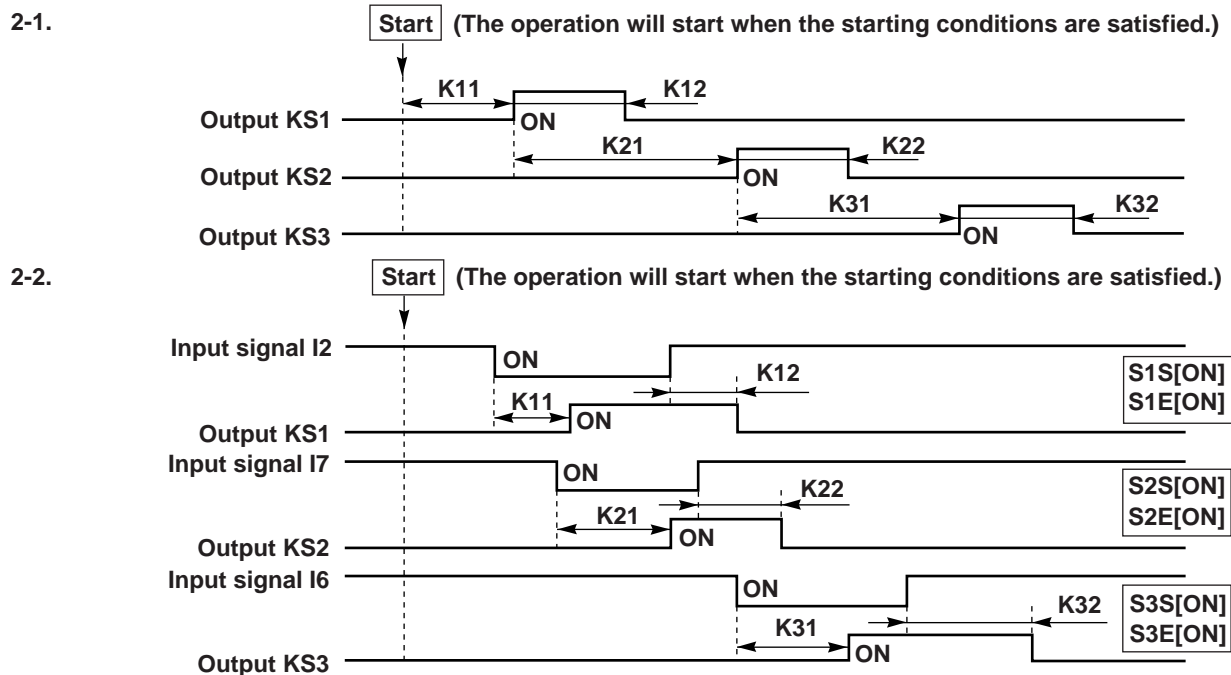 2-1.
Start (The operation will start when the starting conditions are satisfied.)
K11 K12
Output KS1 ON
K21 K22
Output KS2 ON
K31 K32
Output KS3 ON
2-2.
Start (The operation will start when the starting conditions are satisfied.)
Input signal I2 ON
K12
S1S[ON]
K11
S1E[ON]
Output KS1 ON
Input signal I7 ON
K22
S2S[ON]
K21
S2E[ON]
Output KS2 ON
Input signal I6 ON
K32
S3S[ON]
K31
S3E[ON]
Output KS3 ON